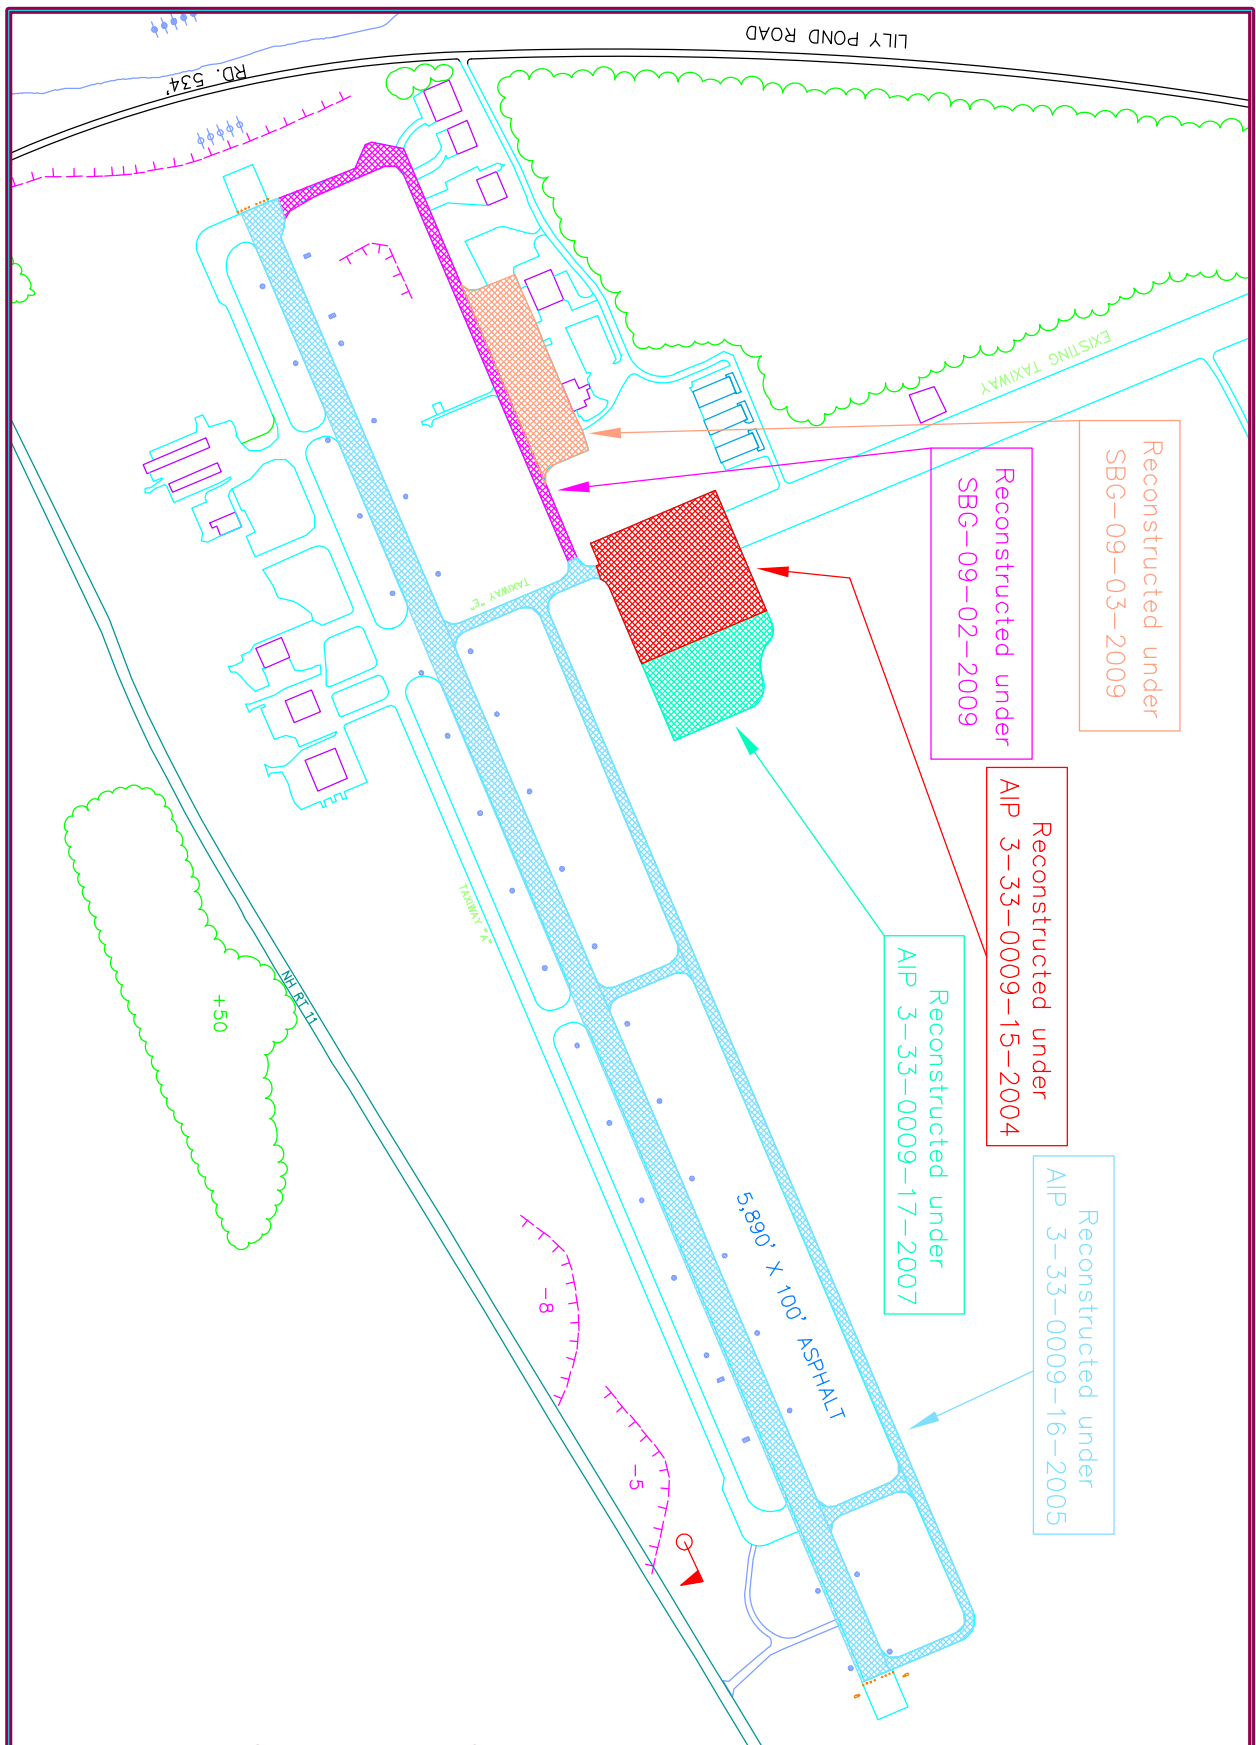 LILY POND ROAD
RD. 534'
EXISTING TAXIWAY
Reconstructed under
SBG-09-03-2009
Reconstructed under
SBG-09-02-2009
Reconstructed under
AIP 3-33-0009-15-2004
Reconstructed under
AIP 3-33-0009-17-2007
Reconstructed under
AIP 3-33-0009-16-2005
TAXIWAY "E"
TAXIWAY "A"
NH RT 11
+50
5,890' X 100' ASPHALT
-8
-5